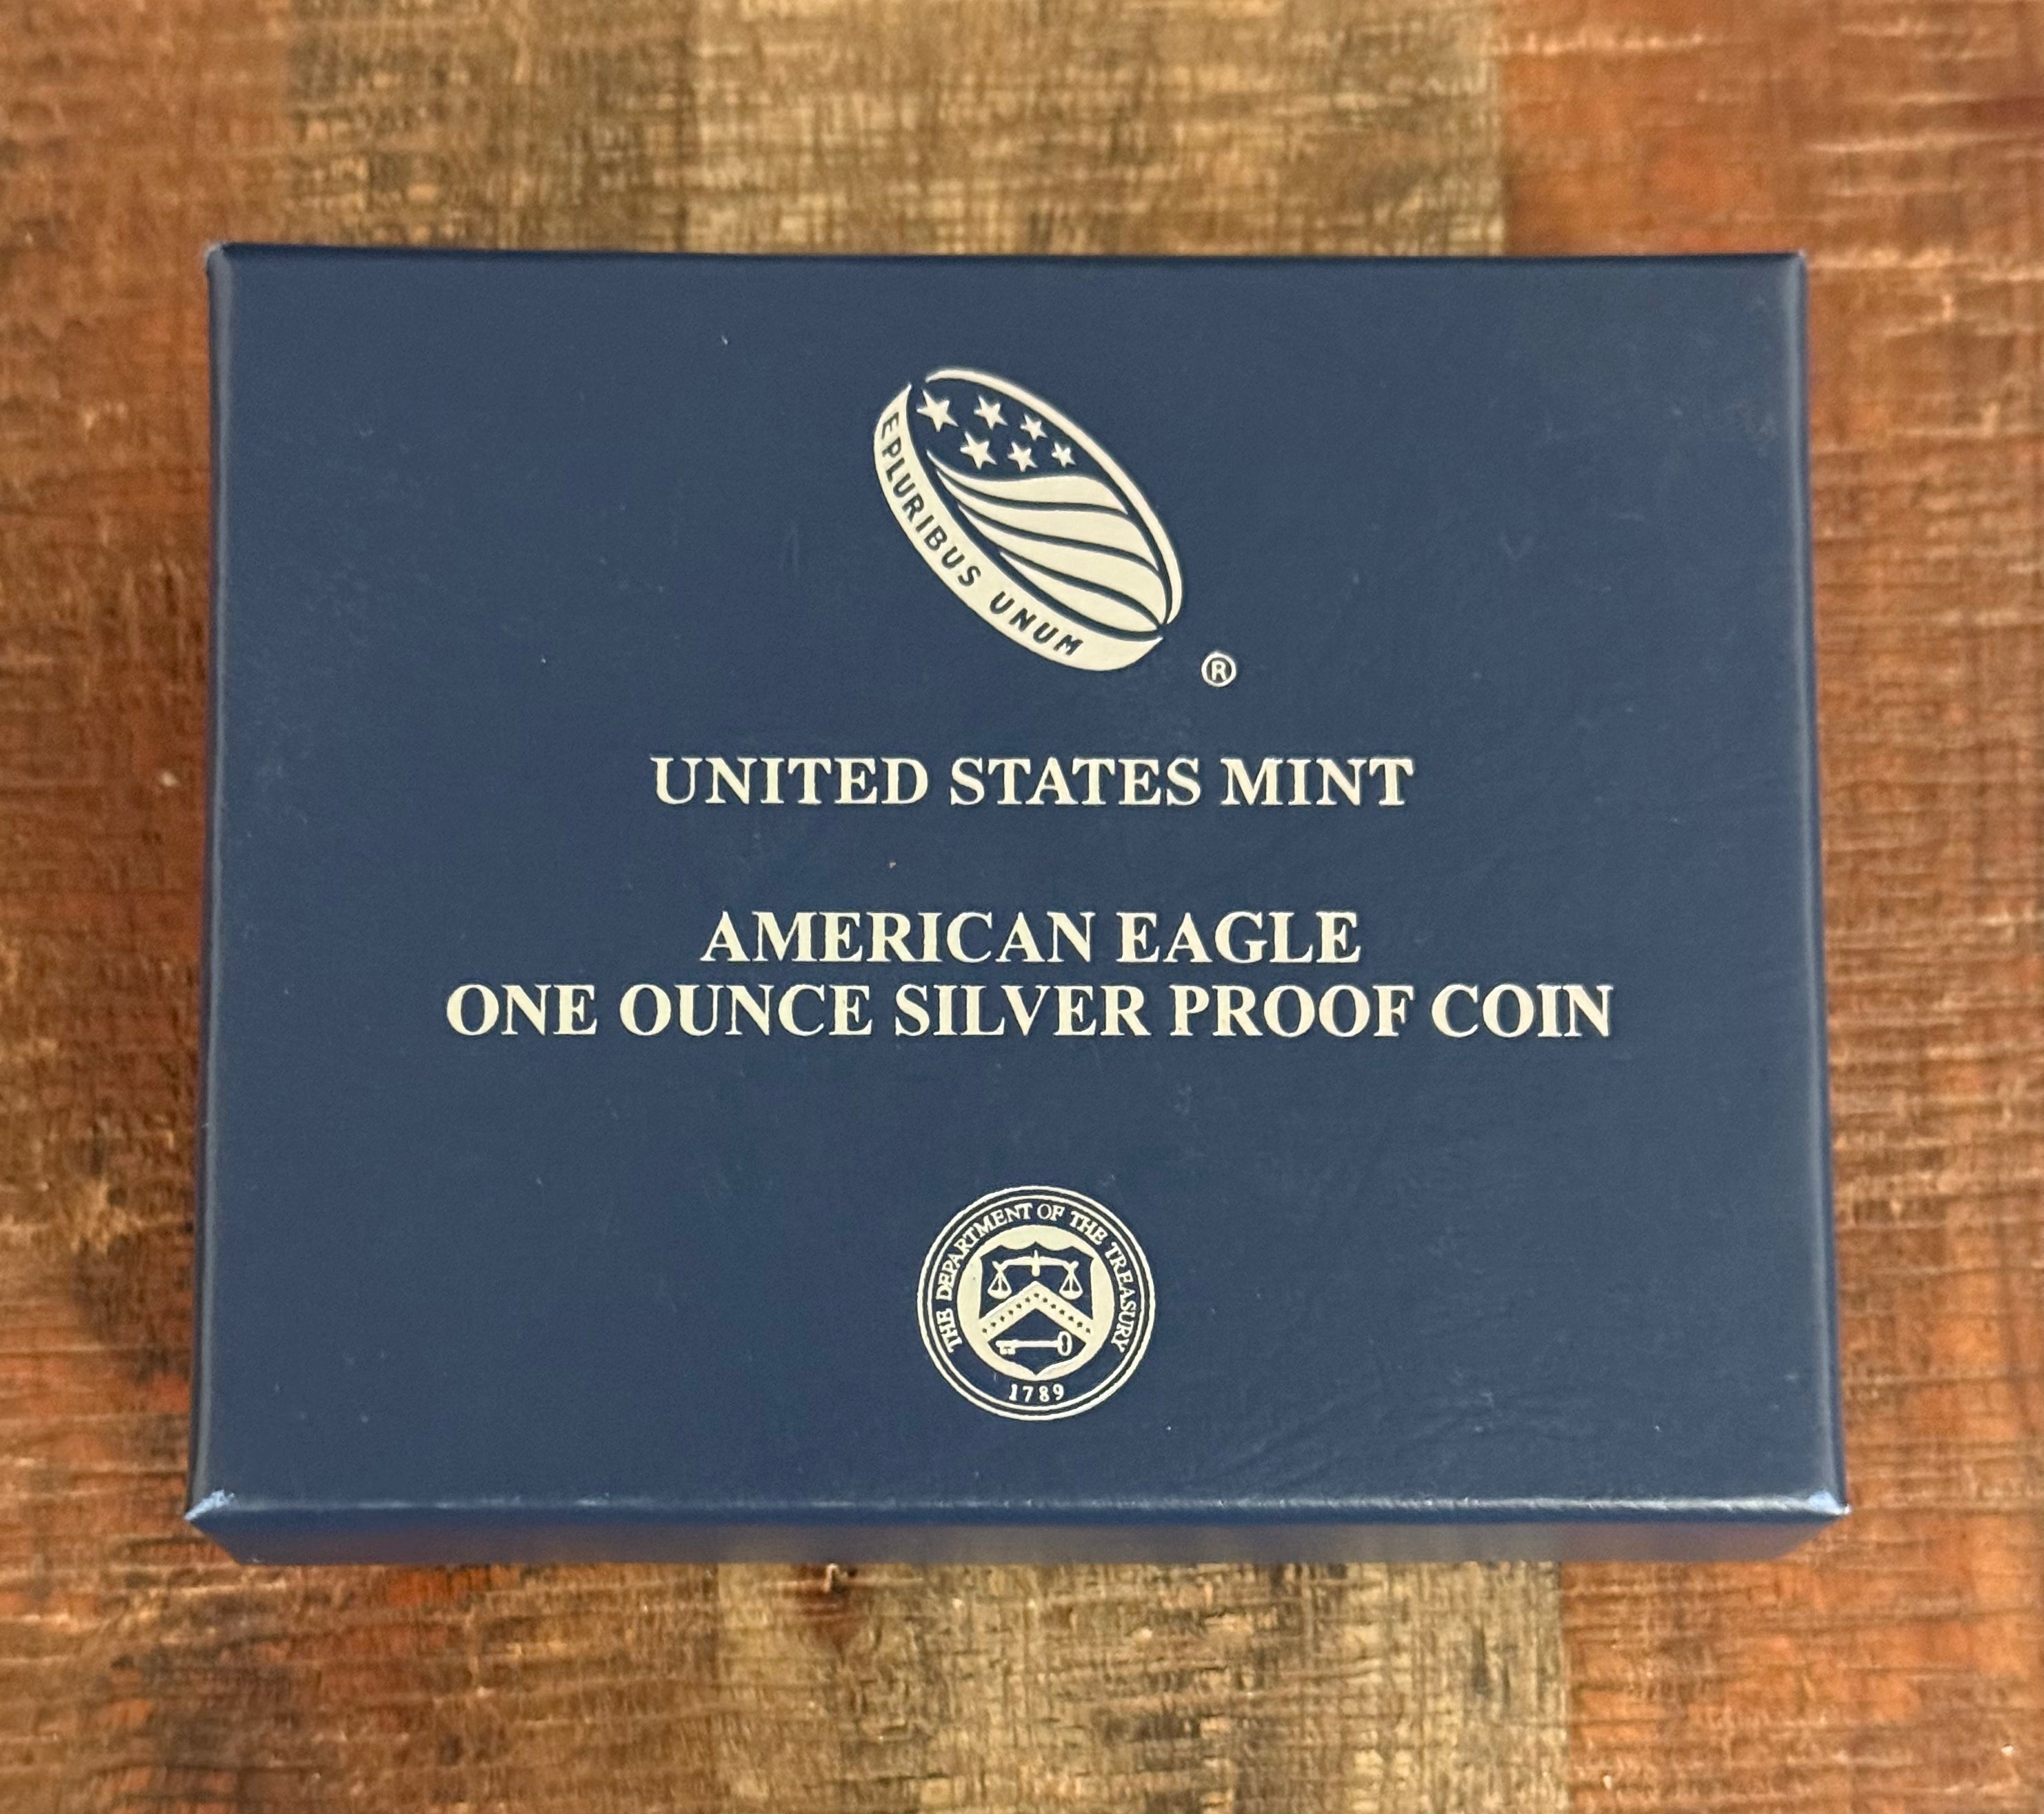 E PLURIBUS UNUM
®
UNITED STATES MINT
AMERICAN EAGLE
ONE OUNCE SILVER PROOF COIN
THE DEPARTMENT OF THE TREASURY
1789